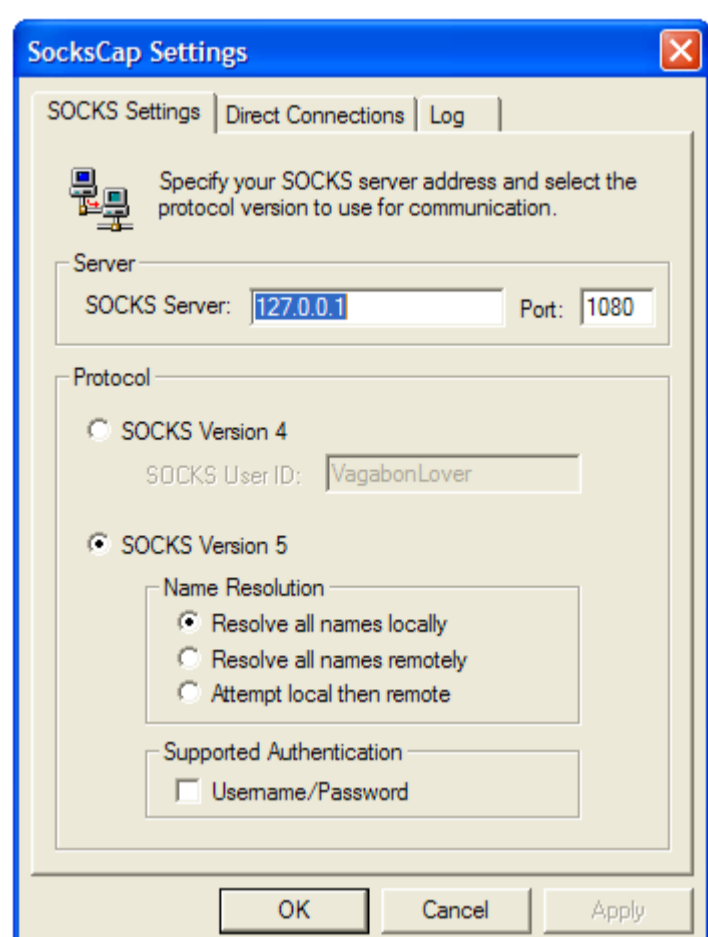 SocksCap Settings
SOCKS Settings Direct Connections Log
Specify your SOCKS server address and select the
protocol version to use for communication.
Server
SOCKS Server: 127.0.0.1 Port: 1080
Protocol
SOCKS Version 4
SOCKS User ID: VagabonLover
SOCKS Version 5
Name Resolution
Resolve all names locally
Resolve all names remotely
Attempt local then remote
Supported Authentication
Username/Password
OK Cancel Apply